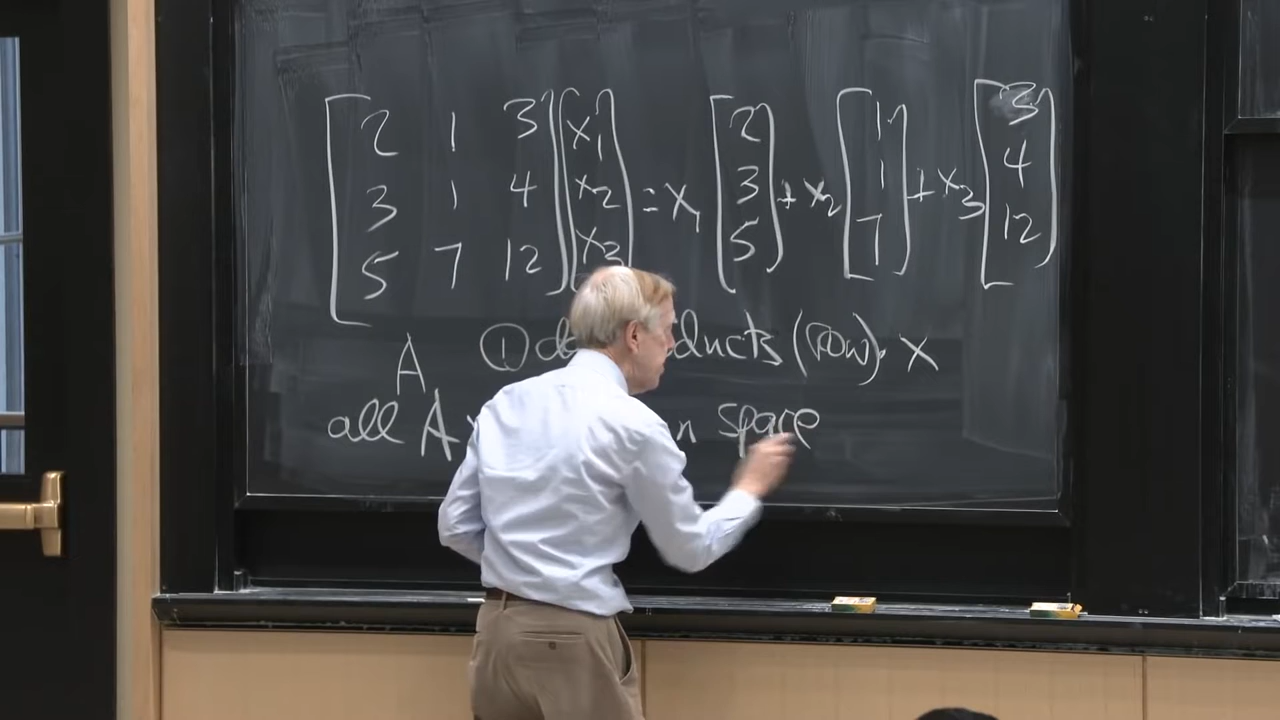 [2 1 3] [x₁] = x₁ [2] + x₂ [1] + x₃ [3]
[3 1 4] [x₂] [3] [1] [4]
[5 7 12] [x₃] [5] [7] [12]
A ① ducts (row)· x
all A space